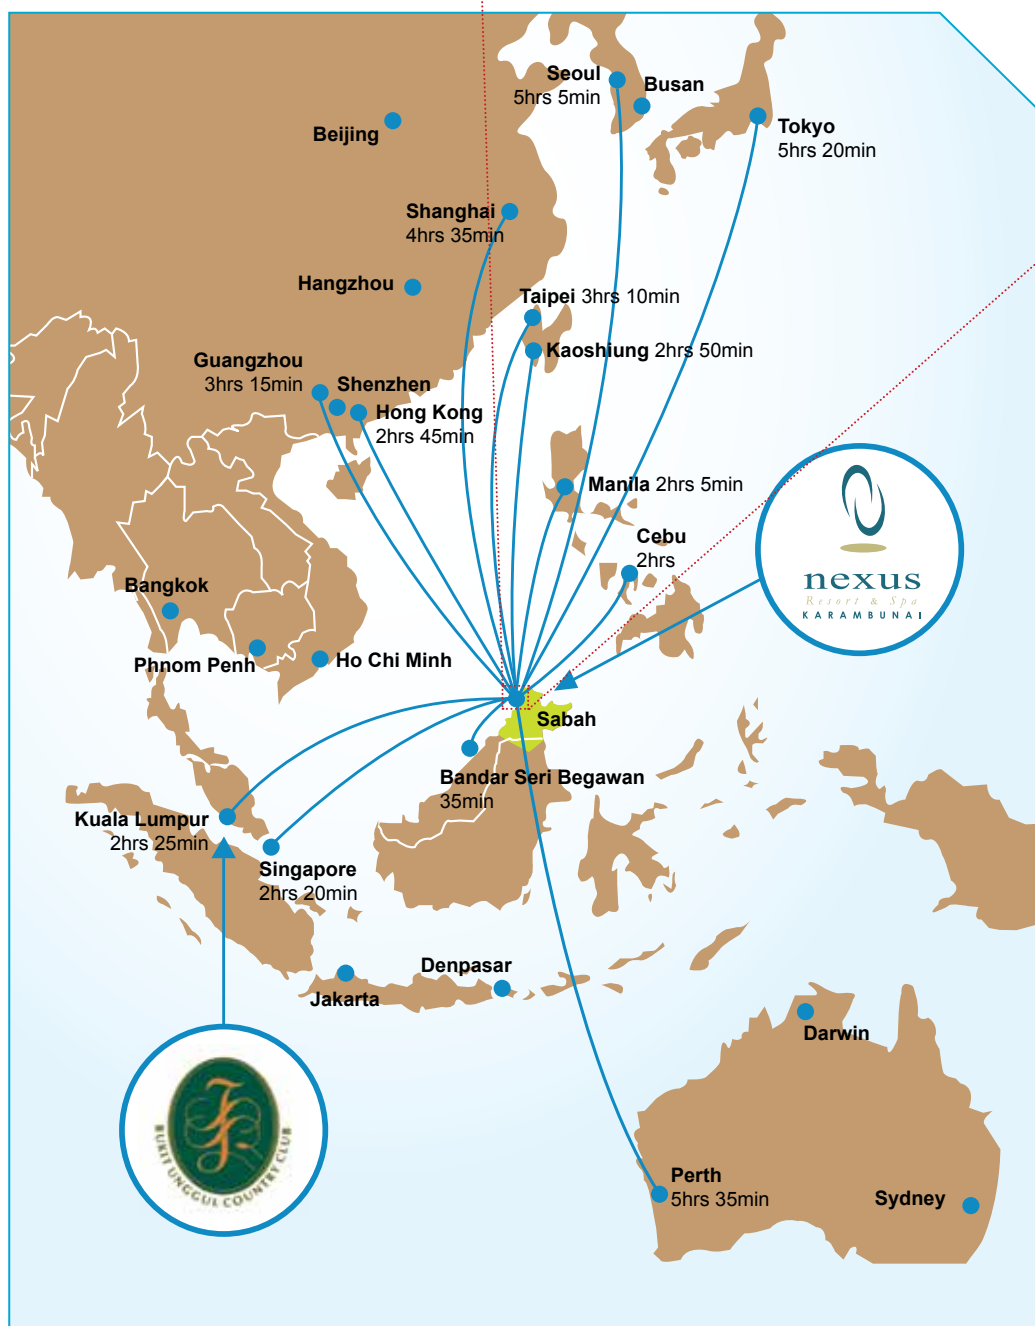 Seoul
5hrs 5min
Busan
Tokyo
5hrs 20min
Beijing
Shanghai
4hrs 35min
Hangzhou
Taipei 3hrs 10min
Kaoshiung 2hrs 50min
Guangzhou
3hrs 15min
Shenzhen
Hong Kong
2hrs 45min
Manila 2hrs 5min
Cebu
2hrs
nexus
Resort & Spa
KARAMBUNAI
Bangkok
Phnom Penh
Ho Chi Minh
Sabah
Bandar Seri Begawan
35min
Kuala Lumpur
2hrs 25min
Singapore
2hrs 20min
Denpasar
Jakarta
Darwin
BUKIT UNGGUL COUNTRY CLUB
Perth
5hrs 35min
Sydney